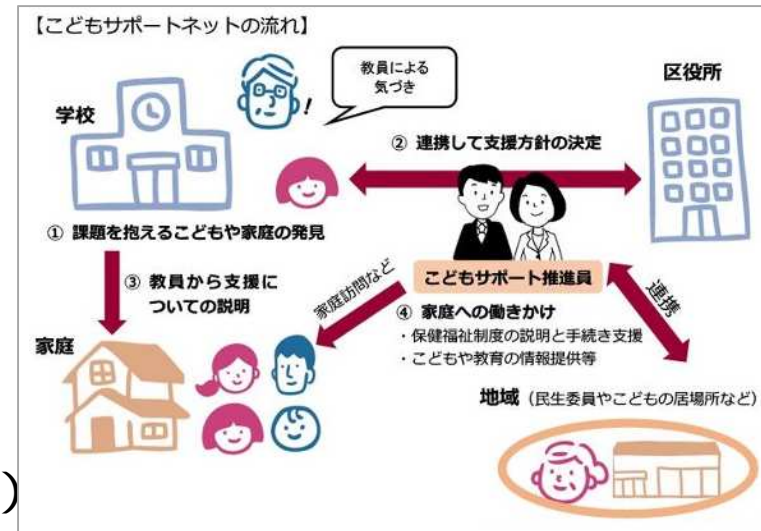 【こどもサポートネットの流れ】
教員による
気づき
!
学校
区役所
② 連携して支援方針の決定
① 課題を抱えるこどもや家庭の発見
こどもサポート推進員
③ 教員から支援に
ついての説明
家庭訪問など
連携
④ 家庭への働きかけ
・保健福祉制度の説明と手続き支援
・こどもや教育の情報提供等
家庭
地域（民生委員やこどもの居場所など）
)